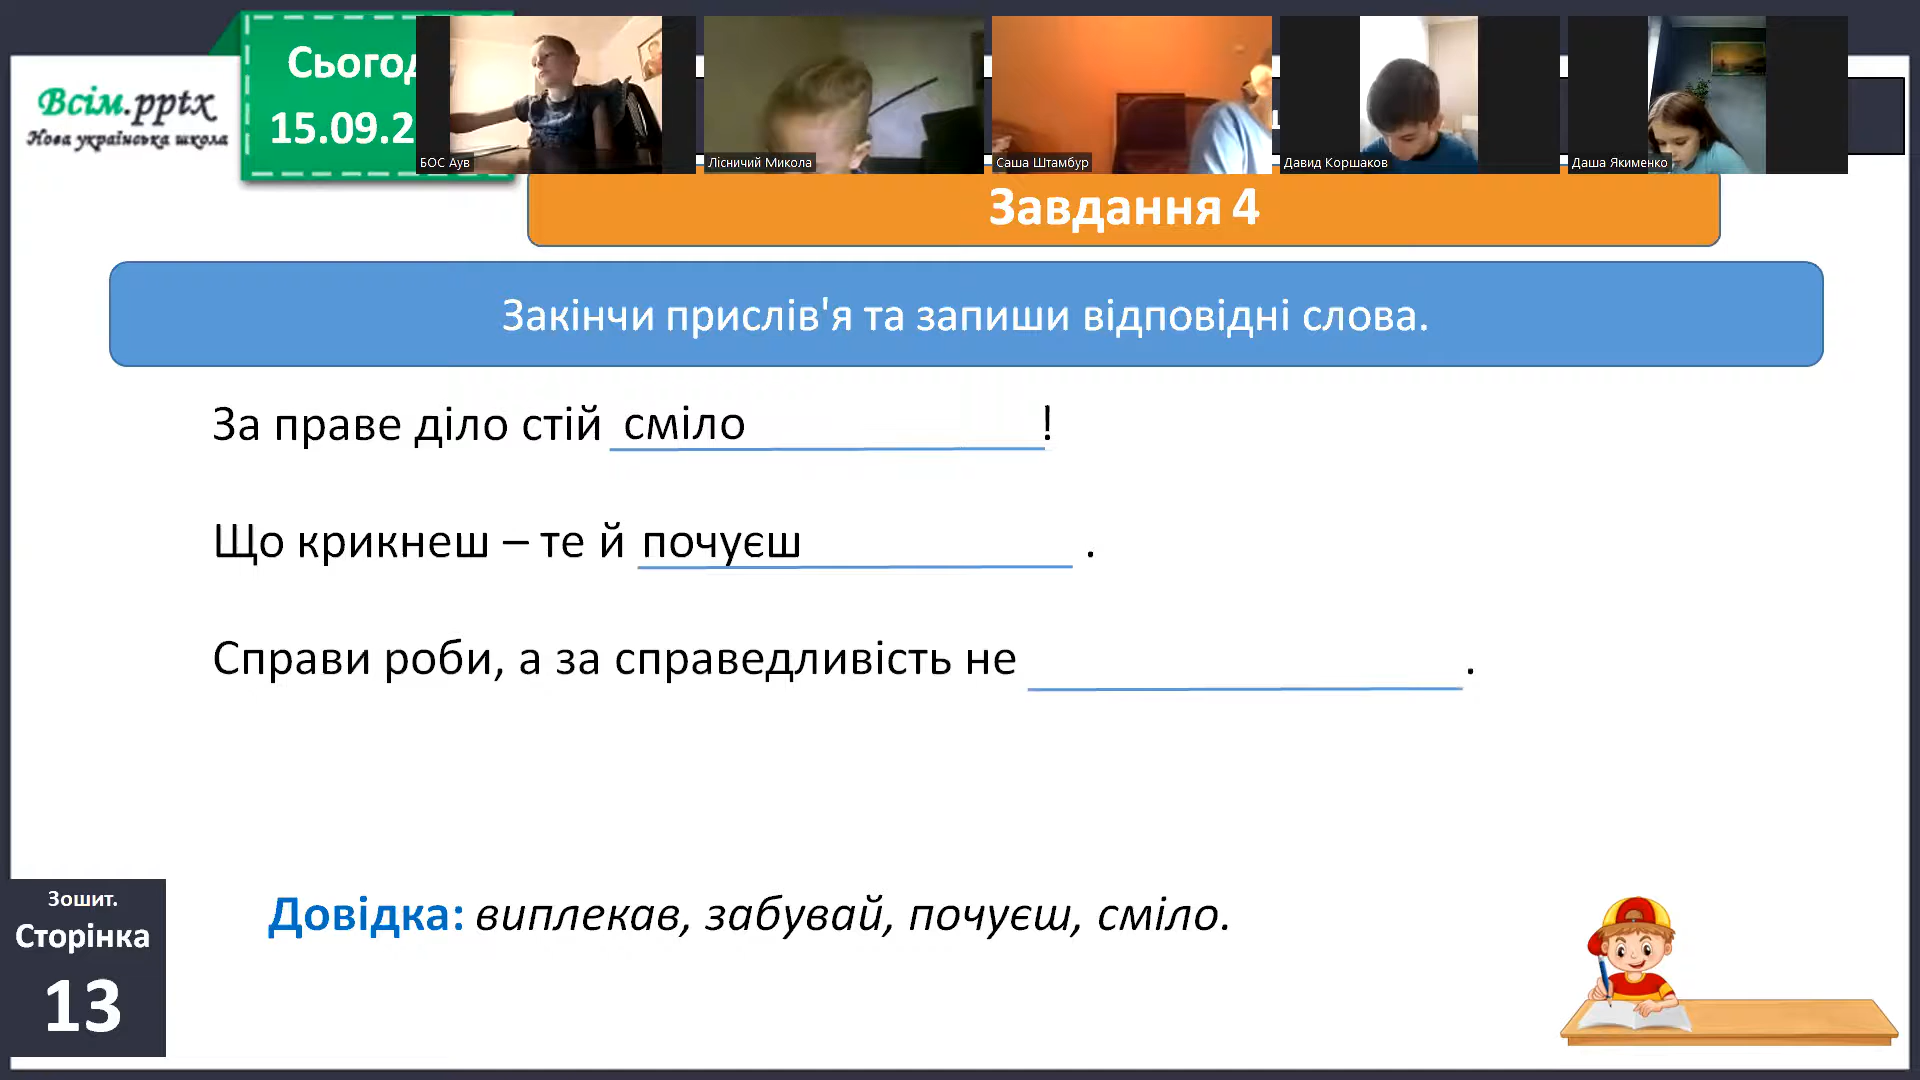 Сьогод
15.09.2
Всім.pptx
Нова українська школа
БОС Аув
Лісничий Микола
Саша Штамбур
Давид Коршаков
Даша Якименко
Завдання 4
Закінчи прислів'я та запиши відповідні слова.
За праве діло стій сміло !
Що крикнеш – те й почуєш .
Справи роби, а за справедливість не .
Зошит.
Сторінка
13
Довідка: виплекав, забувай, почуєш, сміло.